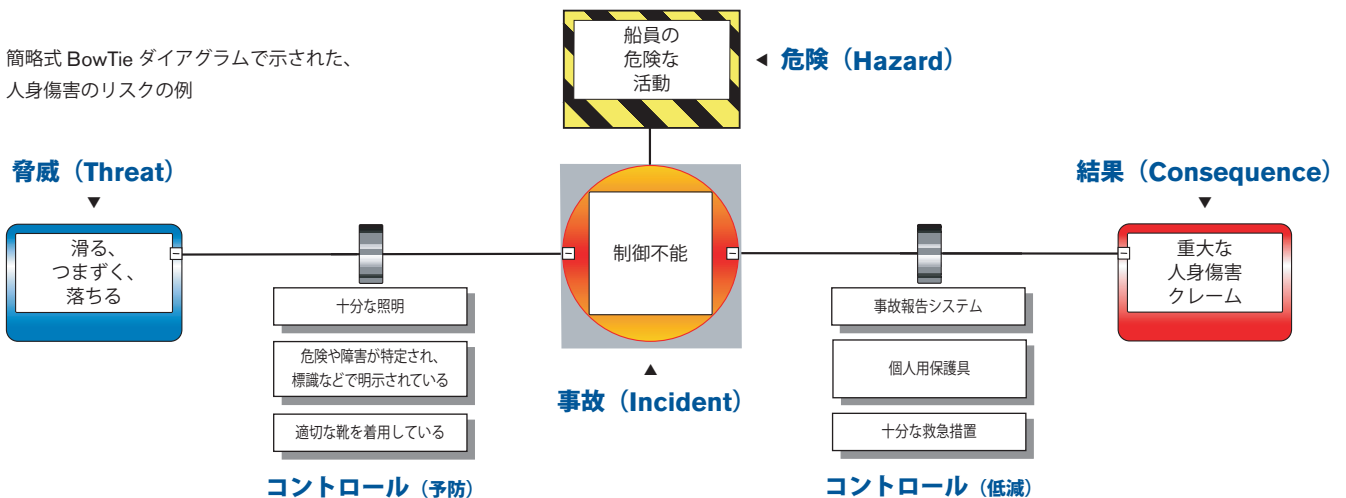 簡略式 BowTie ダイアグラムで示された、
人身傷害のリスクの例
船員の
危険な
活動
◀ 危険（Hazard）
脅威（Threat）
▼
滑る、
つまずく、
落ちる
十分な照明
危険や障害が特定され、
標識などで明示されている
適切な靴を着用している
コントロール（予防）
制御不能
▲
事故（Incident）
事故報告システム
個人用保護具
十分な救急措置
コントロール（低減）
結果（Consequence）
▼
重大な
人身傷害
クレーム